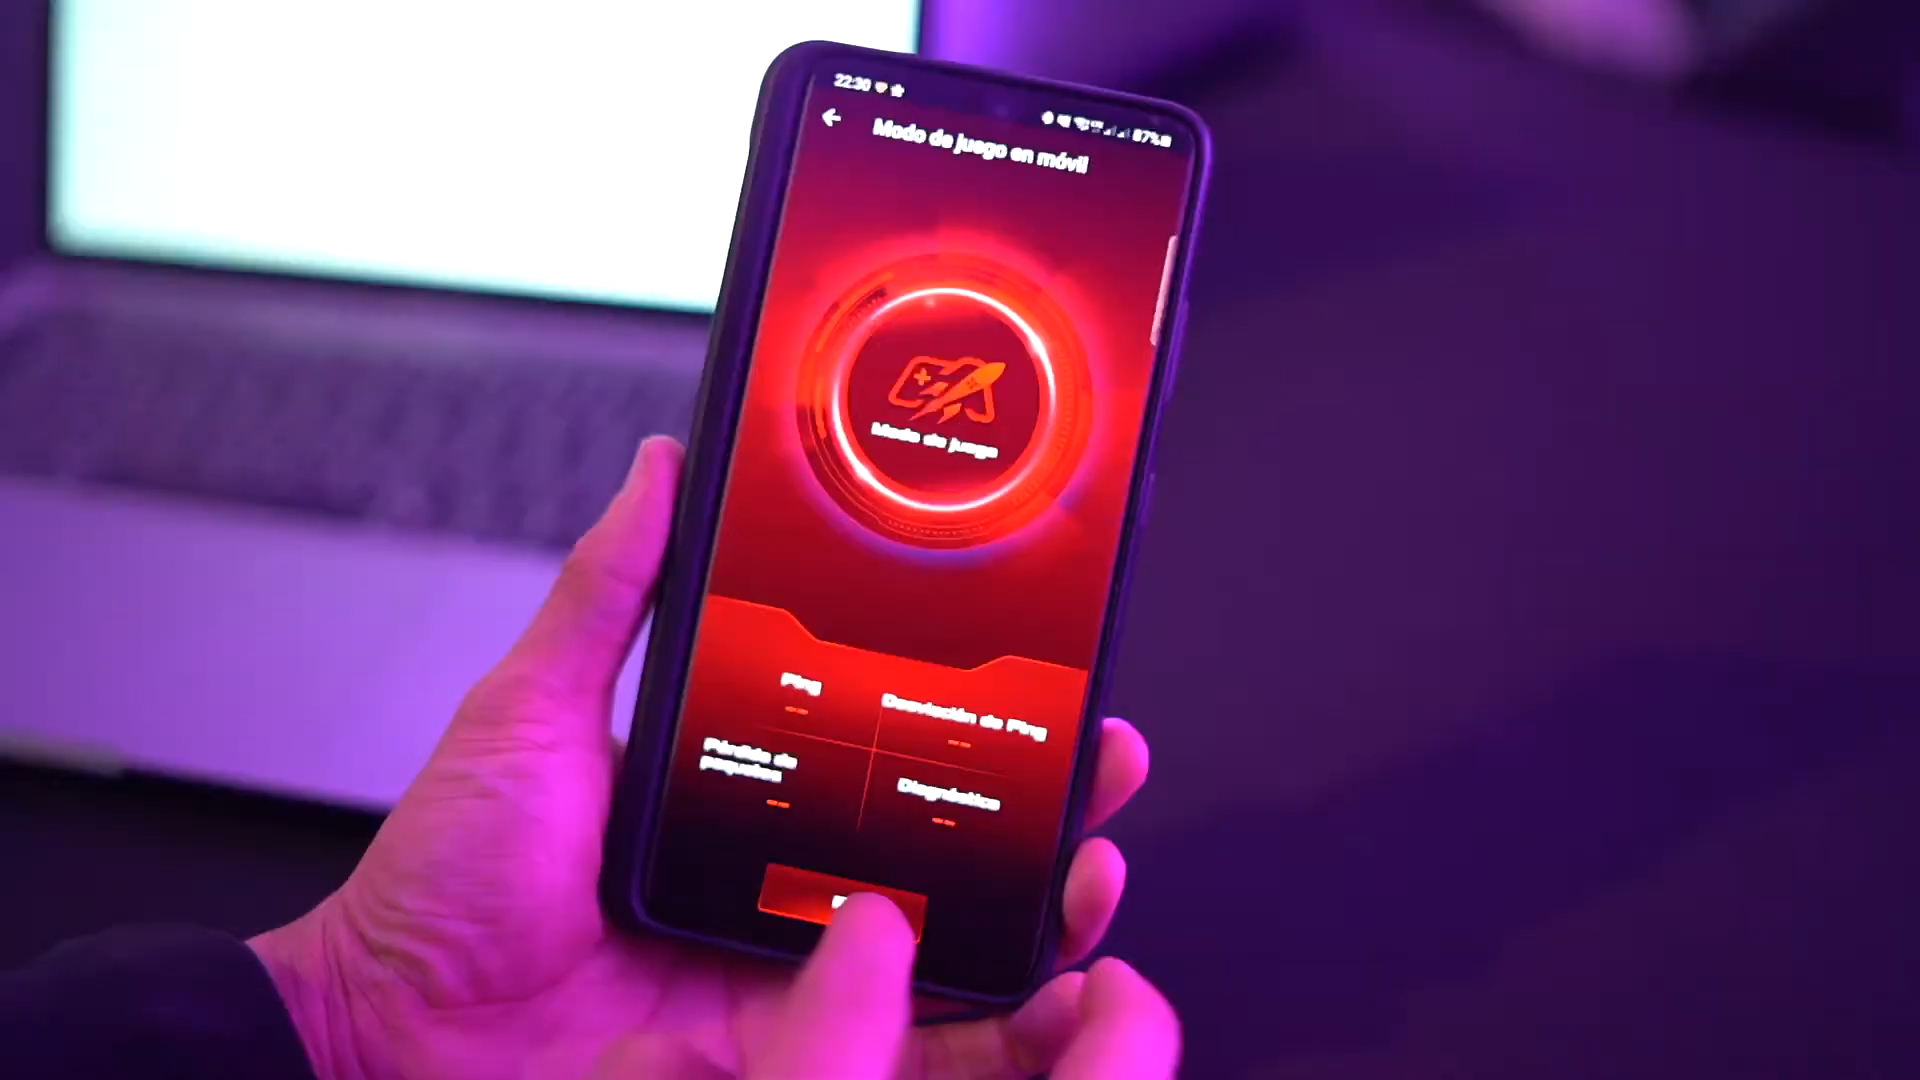 22:30
87%
Modo de juego en móvil
Modo de juego
Ping
--
Desviación de Ping
--
Pérdida de
paquetes
--
Diagnóstico
--